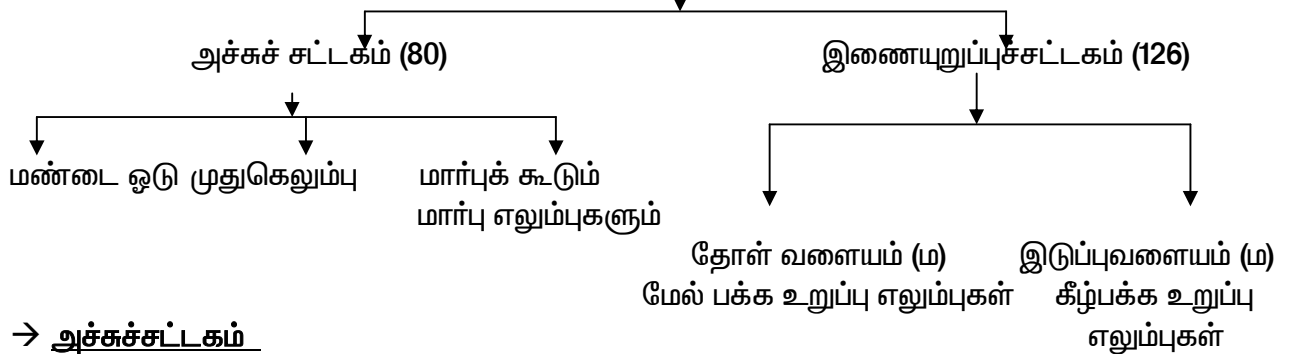 அச்சுச் சட்டகம் (80) இணையுறுப்புச்சட்டகம் (126)
மண்டை ஓடு முதுகெலும்பு மார்புக் கூடும்
மார்பு எலும்புகளும்
தோள் வளையம் (ம) இடுப்புவளையம் (ம)
மேல் பக்க உறுப்பு எலும்புகள் கீழ்பக்க உறுப்பு
எலும்புகள்
→ அச்சுச்சட்டகம்